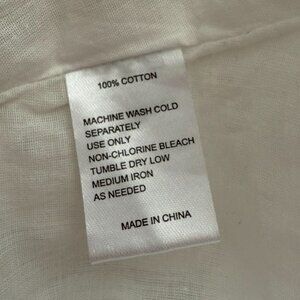 100% COTTON
MACHINE WASH COLD
SEPARATELY
USE ONLY
NON-CHLORINE BLEACH
TUMBLE DRY LOW
MEDIUM IRON
AS NEEDED
MADE IN CHINA